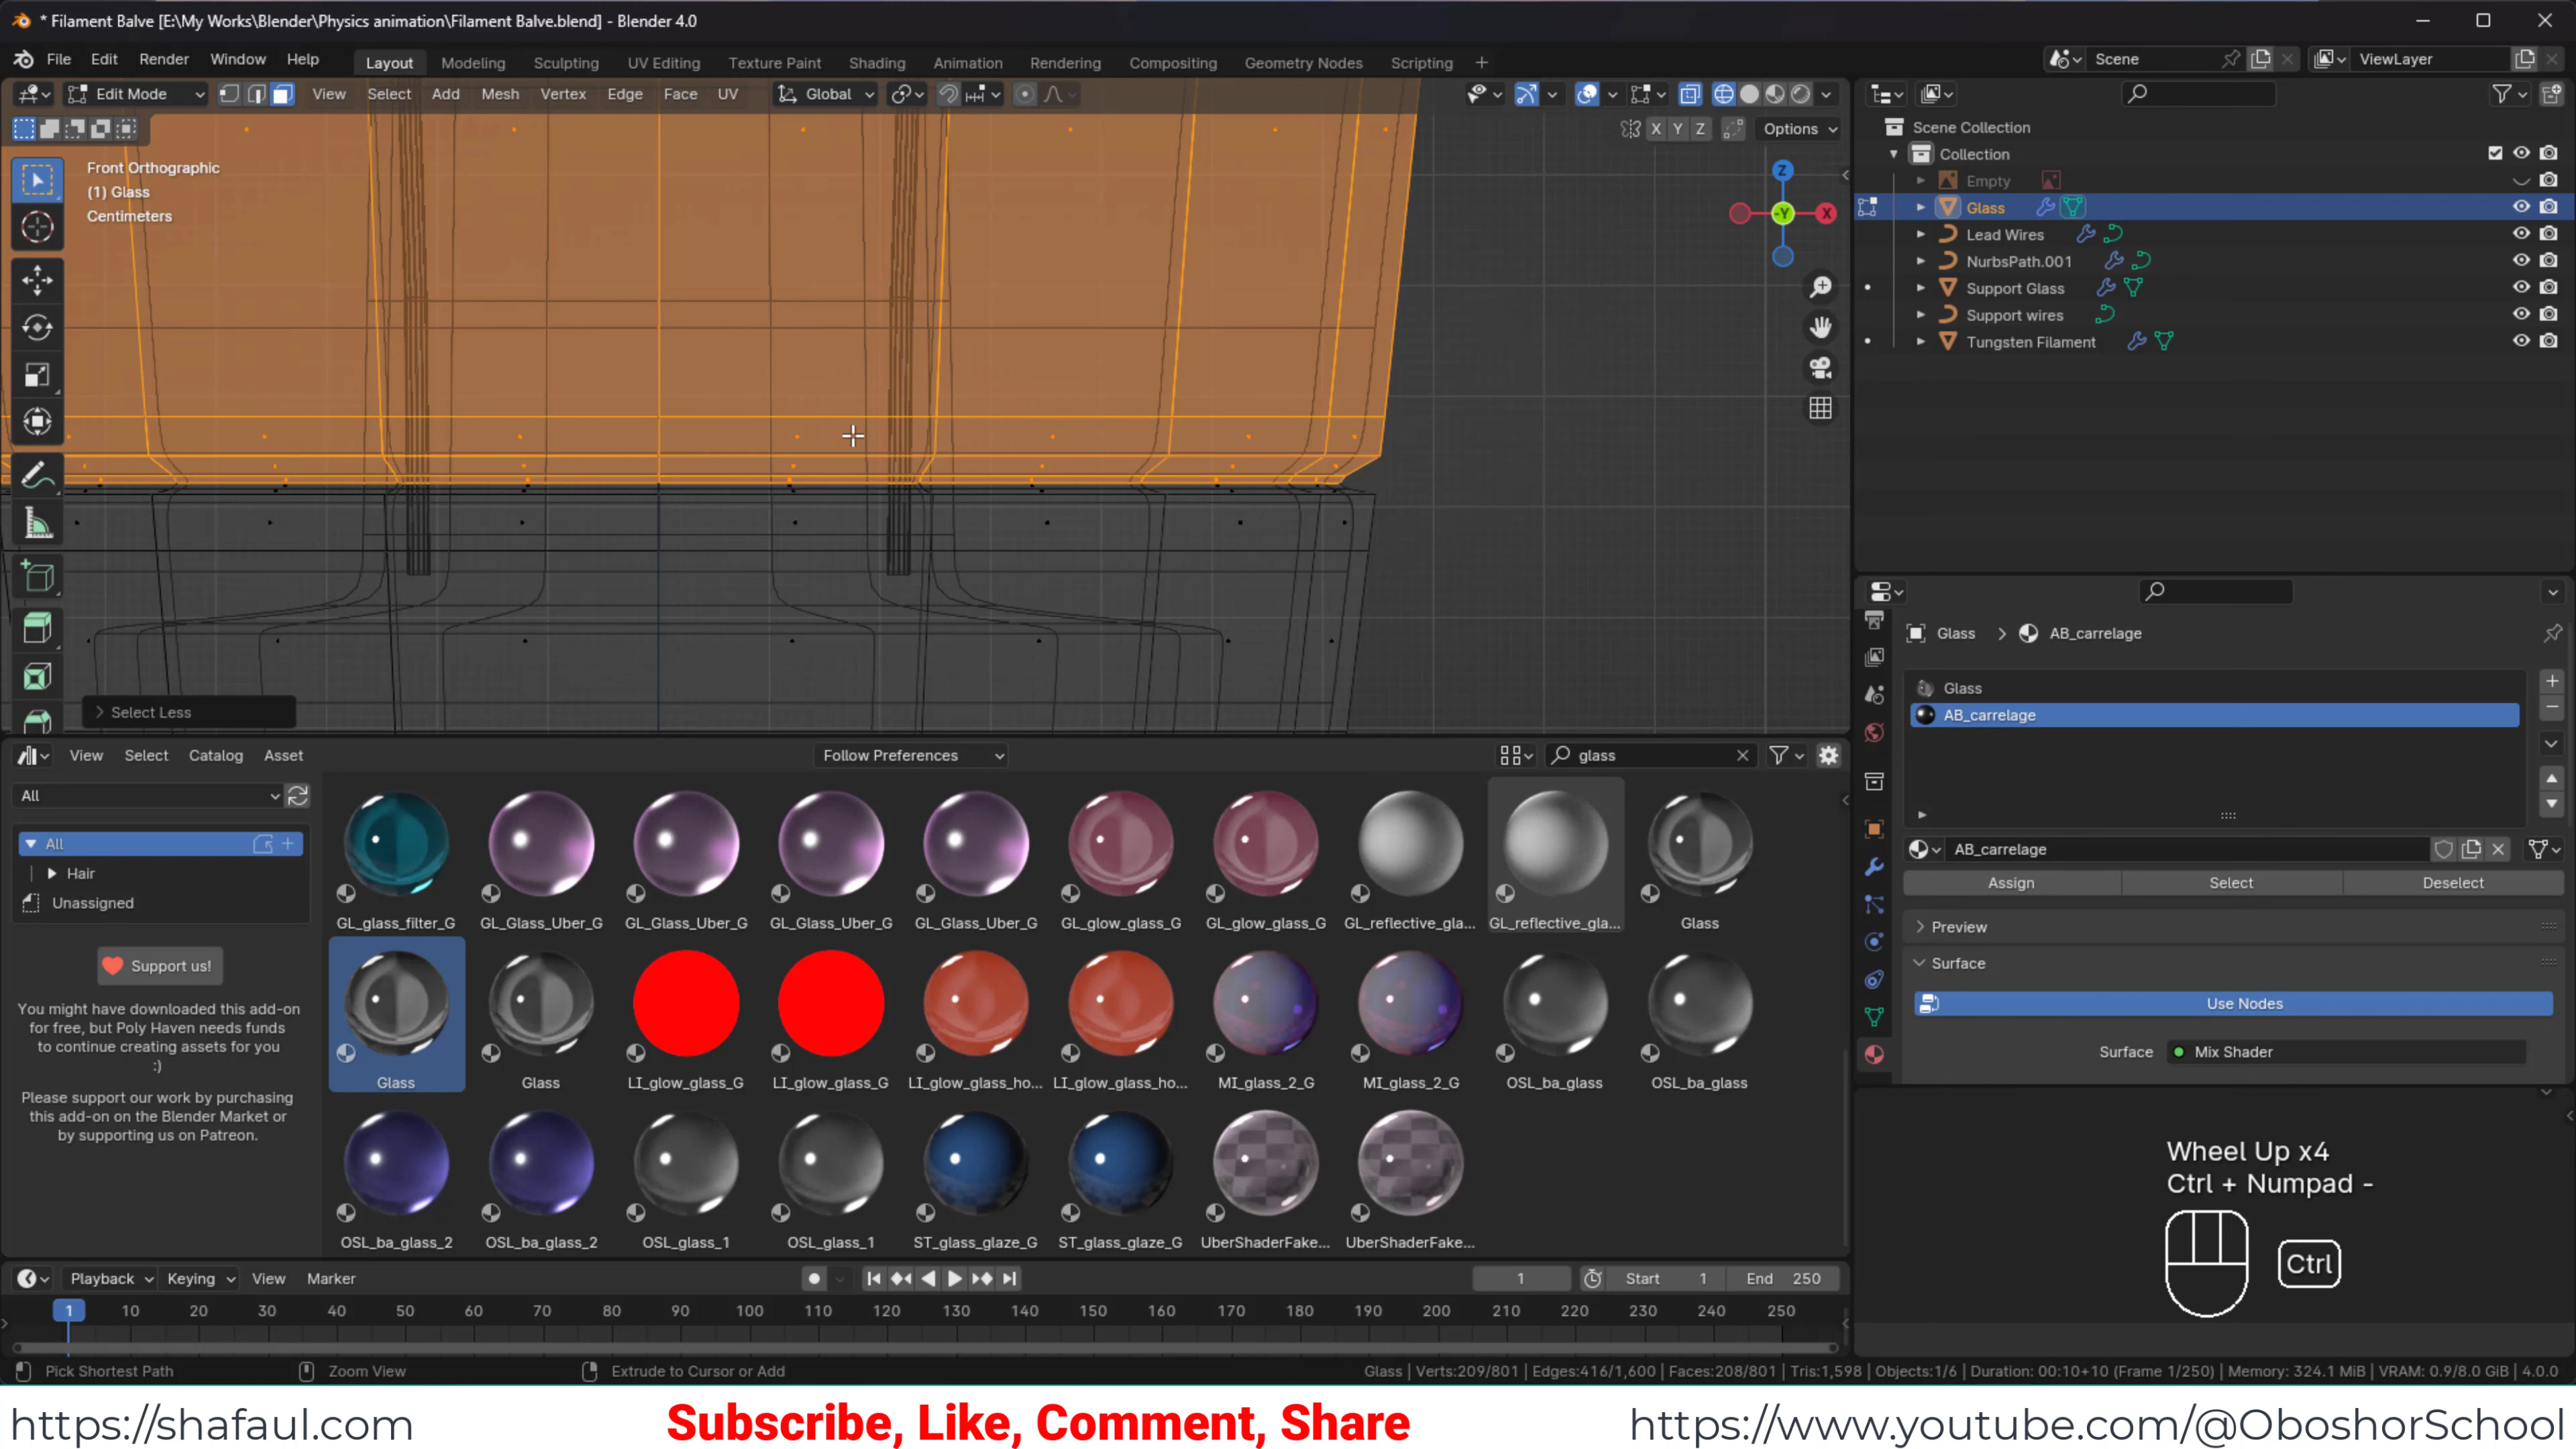 * Filament Balve [E:\My Works\Blender\Physics animation\Filament Balve.blend] - Blender 4.0
File Edit Render Window Help Layout Modeling Sculpting UV Editing Texture Paint Shading Animation Rendering Compositing Geometry Nodes Scripting + Scene ViewLayer
Edit Mode View Select Add Mesh Vertex Edge Face UV Global
X Y Z Options
Front Orthographic
(1) Glass
Centimeters
Z
-Y
X
Select Less
Scene Collection
Collection
Empty
Glass
Lead Wires
NurbsPath.001
Support Glass
Support wires
Tungsten Filament
Glass > AB_carrelage
Glass
AB_carrelage
AB_carrelage
Assign Select Deselect
Preview
Surface
Use Nodes
Surface Mix Shader
View Select Catalog Asset Follow Preferences glass
All
All
Hair
Unassigned
Support us!
You might have downloaded this add-on
for free, but Poly Haven needs funds
to continue creating assets for you
:)
Please support our work by purchasing
this add-on on the Blender Market or
by supporting us on Patreon.
GL_glass_filter_G GL_Glass_Uber_G GL_Glass_Uber_G GL_Glass_Uber_G GL_Glass_Uber_G GL_glow_glass_G GL_glow_glass_G GL_reflective_gla... GL_reflective_gla... Glass
Glass Glass LI_glow_glass_G LI_glow_glass_G LI_glow_glass_ho... LI_glow_glass_ho... MI_glass_2_G MI_glass_2_G OSL_ba_glass OSL_ba_glass
OSL_ba_glass_2 OSL_ba_glass_2 OSL_glass_1 OSL_glass_1 ST_glass_glaze_G ST_glass_glaze_G UberShaderFake... UberShaderFake...
Wheel Up x4
Ctrl + Numpad -
Ctrl
Playback Keying View Marker 1 Start 1 End 250
1 10 20 30 40 50 60 70 80 90 100 110 120 130 140 150 160 170 180 190 200 210 220 230 240 250
Pick Shortest Path Zoom View Extrude to Cursor or Add Glass | Verts:209/801 | Edges:416/1,600 | Faces:208/801 | Tris:1,598 | Objects:1/6 | Duration: 00:10+10 (Frame 1/250) | Memory: 324.1 MiB | VRAM: 0.9/8.0 GiB | 4.0.0
https://shafaul.com Subscribe, Like, Comment, Share https://www.youtube.com/@OboshorSchool